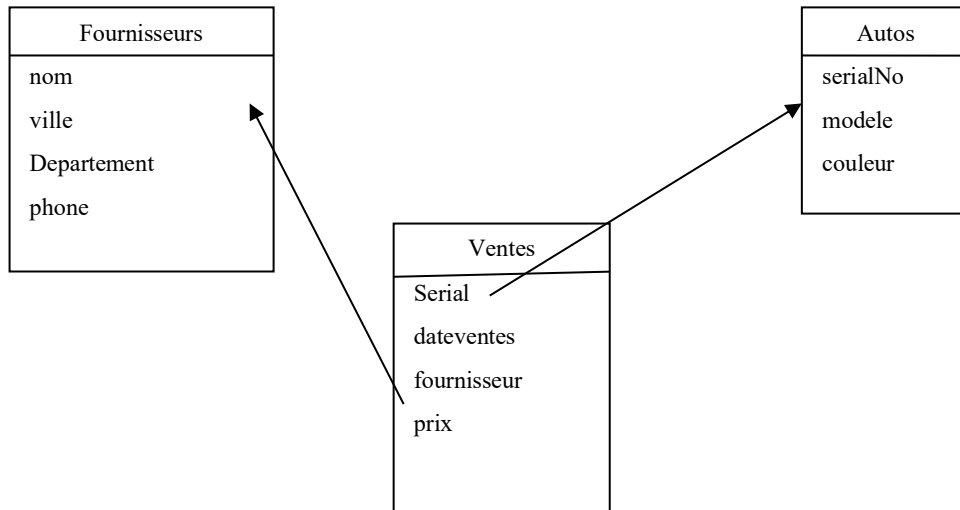 Fournisseurs
nom
ville
Departement
phone
Autos
serialNo
modele
couleur
Ventes
Serial
dateventes
fournisseur
prix